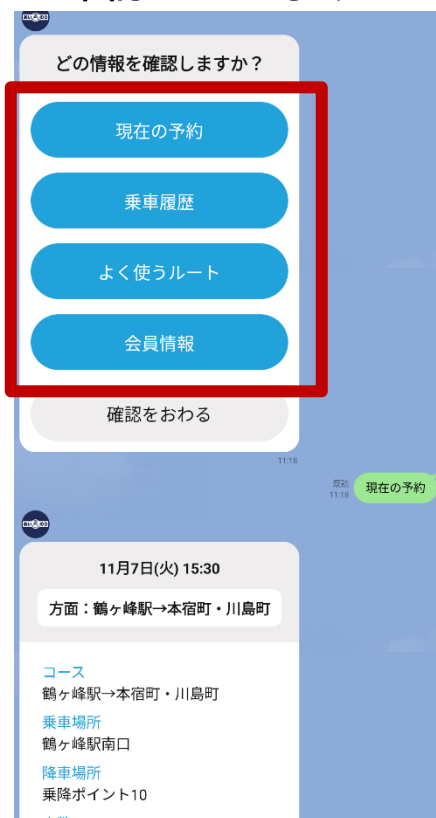 どの情報を確認しますか？
現在の予約
乗車履歴
よく使うルート
会員情報
確認をおわる
11:18
既読
11:18
現在の予約
11月7日(火) 15:30
方面：鶴ヶ峰駅→本宿町・川島町
コース
鶴ヶ峰駅→本宿町・川島町
乗車場所
鶴ヶ峰駅南口
降車場所
乗降ポイント10